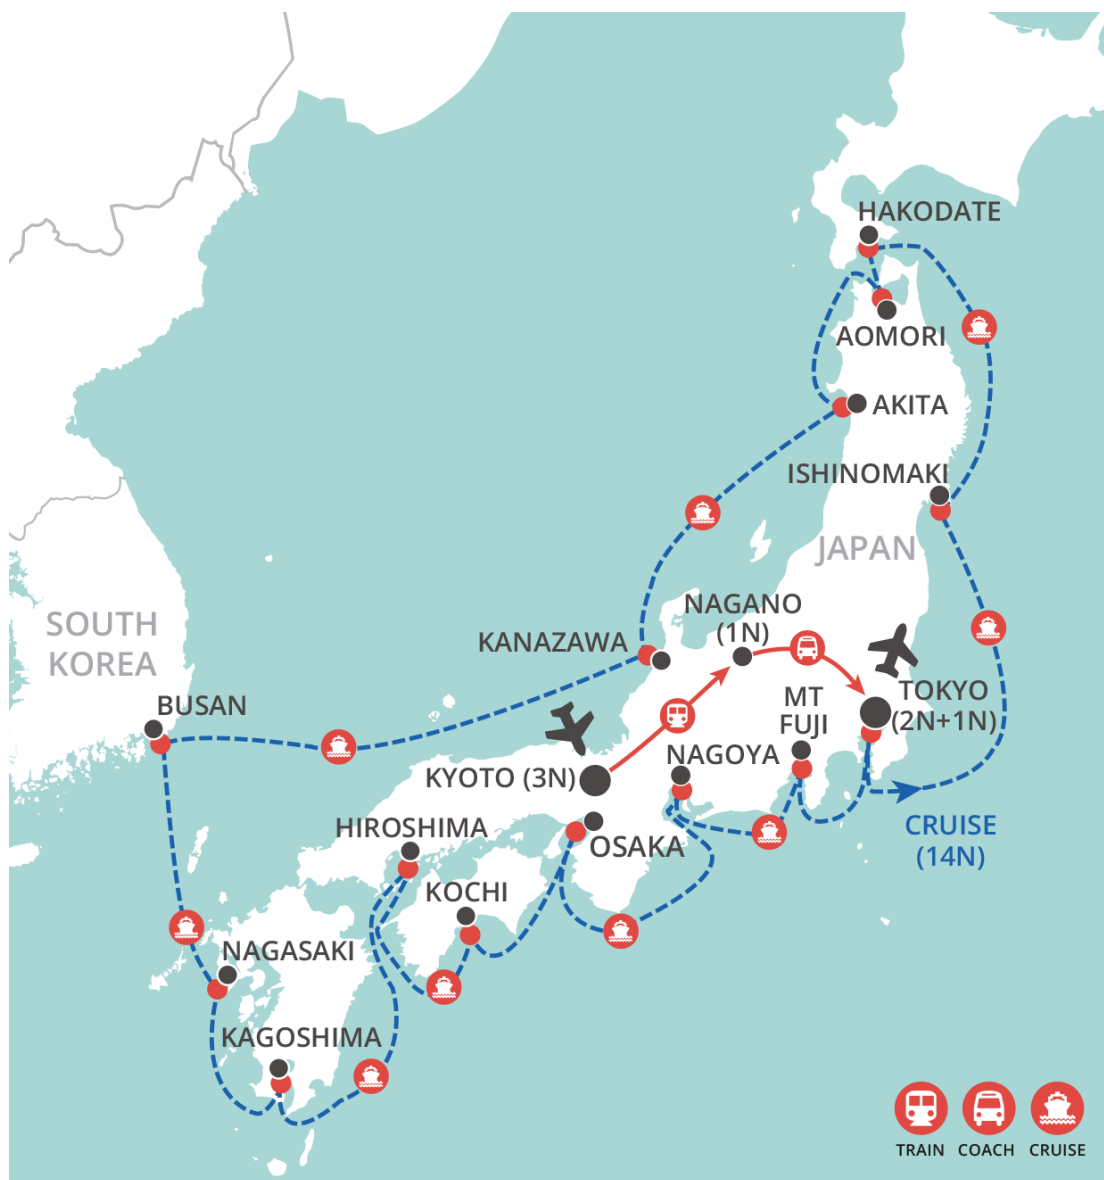 HAKODATE
AOMORI
AKITA
ISHINOMAKI
JAPAN
NAGANO
(1N)
SOUTH
KOREA
KANAZAWA
BUSAN
MT
FUJI
TOKYO
(2N+1N)
NAGOYA
KYOTO (3N)
HIROSHIMA
OSAKA
CRUISE
(14N)
KOCHI
NAGASAKI
KAGOSHIMA
TRAIN
COACH
CRUISE